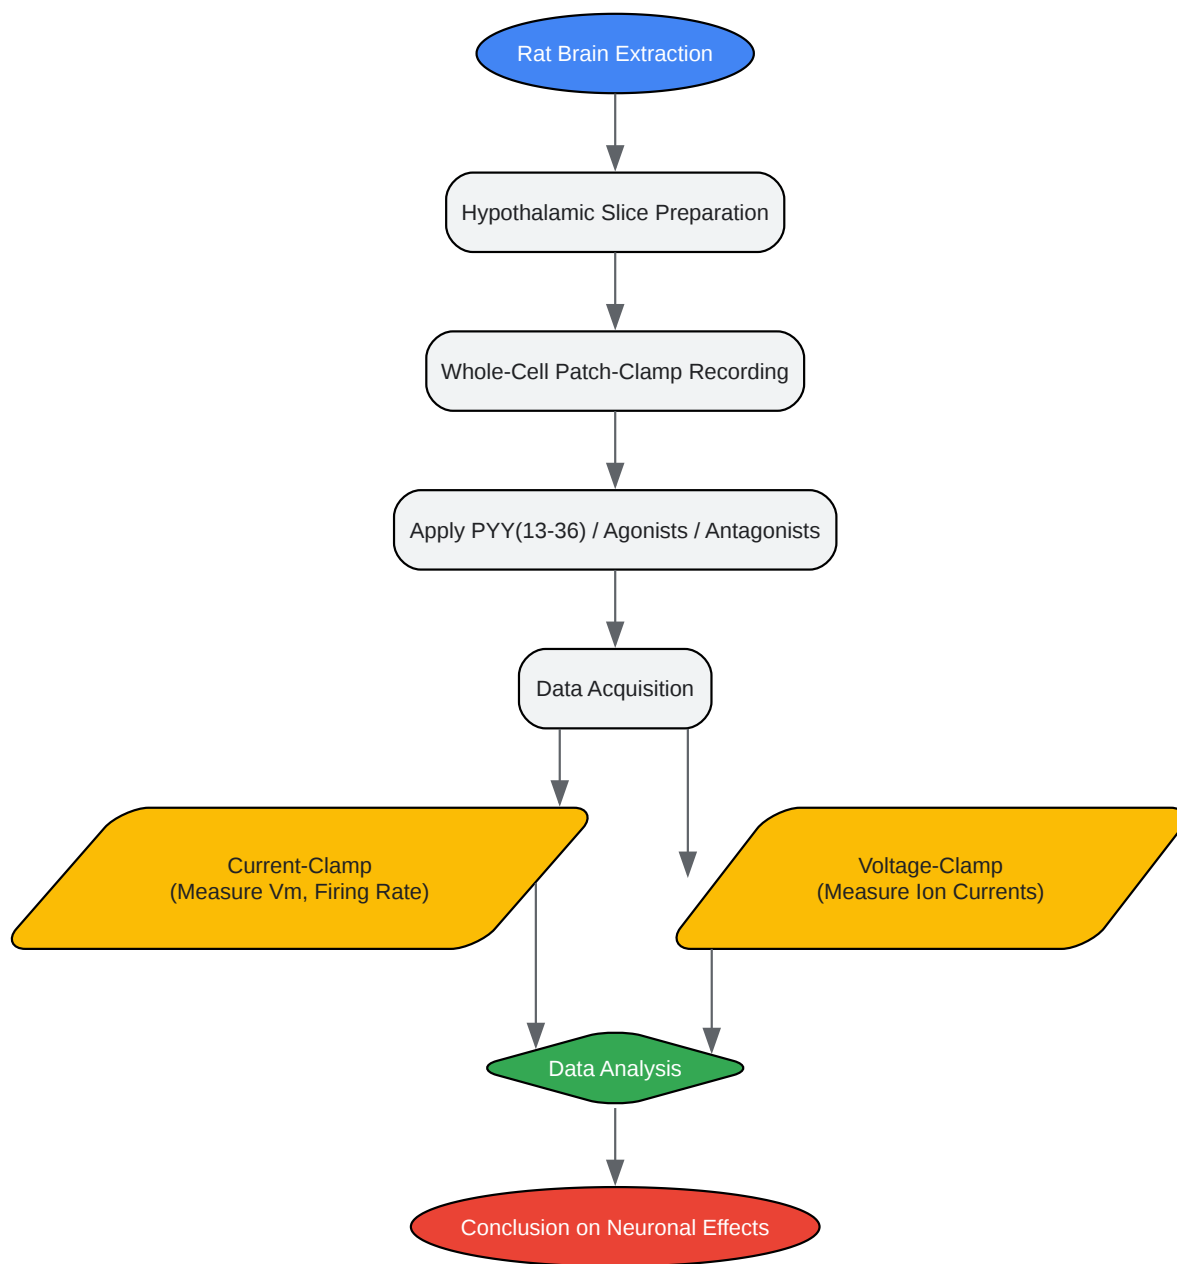 Rat Brain Extraction
Hypothalamic Slice Preparation
Whole-Cell Patch-Clamp Recording
Apply PYY(13-36) / Agonists / Antagonists
Data Acquisition
Current-Clamp
(Measure Vm, Firing Rate)
Voltage-Clamp
(Measure Ion Currents)
Data Analysis
Conclusion on Neuronal Effects